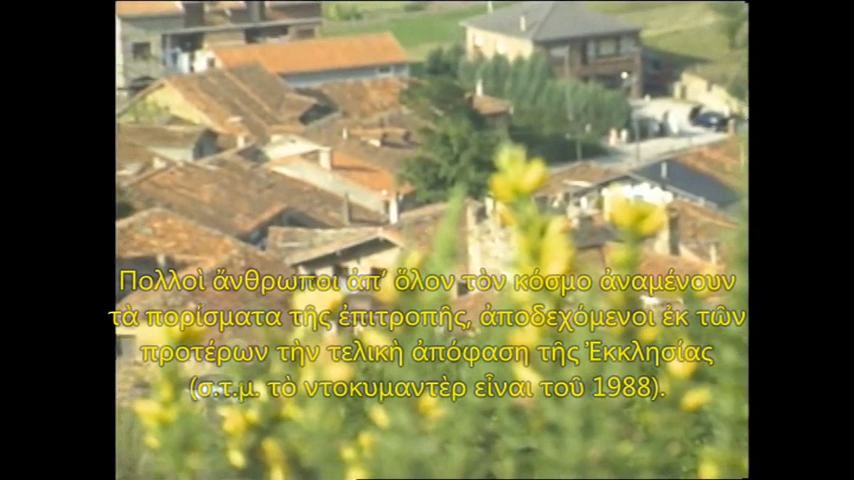 Πολλοὶ ἄνθρωποι ἀπ’ ὅλον τὸν κόσμο ἀναμένουν
τὰ πορίσματα τῆς ἐπιτροπῆς, ἀποδεχόμενοι ἐκ τῶν
προτέρων τὴν τελικὴ ἀπόφαση τῆς Ἐκκλησίας
(σ.τ.μ. τὸ ντοκυμαντὲρ εἶναι τοῦ 1988).